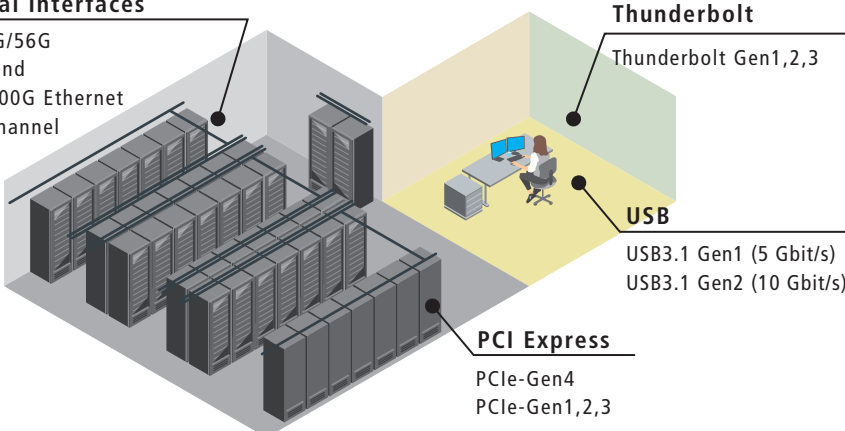 al Interfaces
G/56G
nd
00G Ethernet
hannel
Thunderbolt
Thunderbolt Gen1,2,3
USB
USB3.1 Gen1 (5 Gbit/s)
USB3.1 Gen2 (10 Gbit/s)
PCI Express
PCIe-Gen4
PCIe-Gen1,2,3